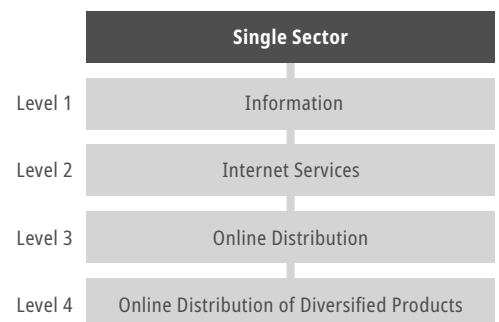 Single Sector
Level 1 Information
Level 2 Internet Services
Level 3 Online Distribution
Level 4 Online Distribution of Diversified Products